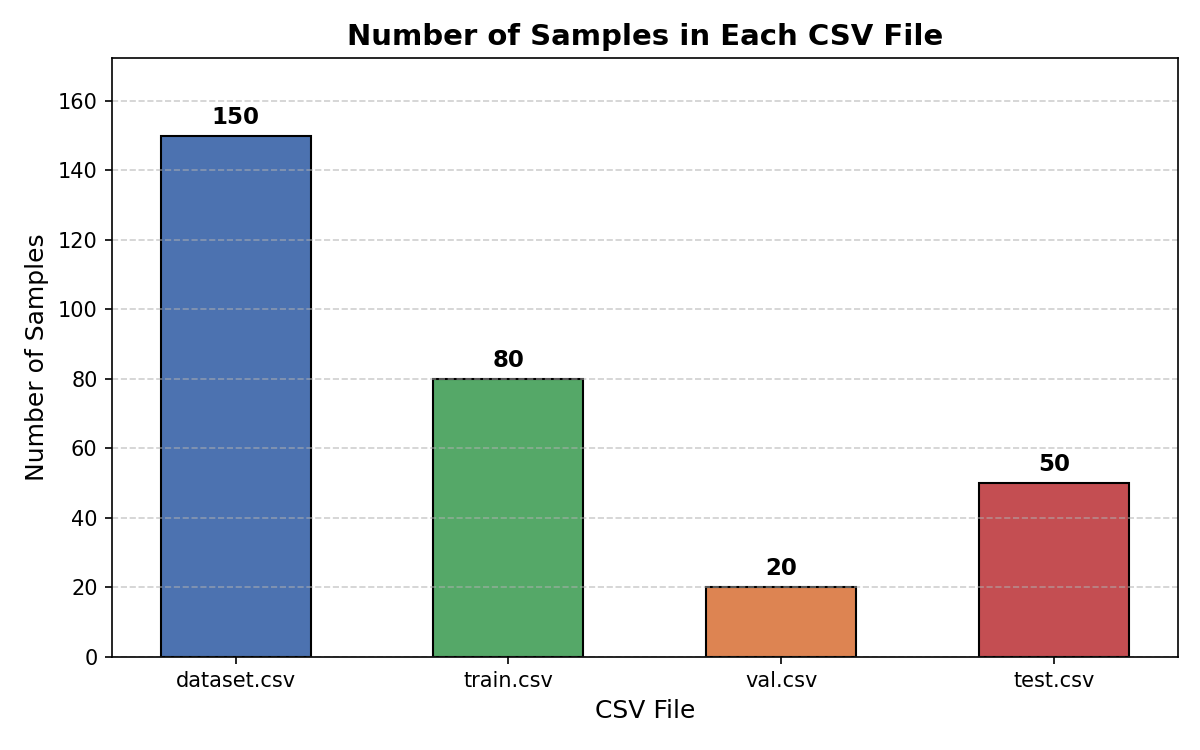 Number of Samples in Each CSV File
Number of Samples
160
140
120
100
80
60
40
20
0
150
80
20
50
dataset.csv
train.csv
val.csv
test.csv
CSV File